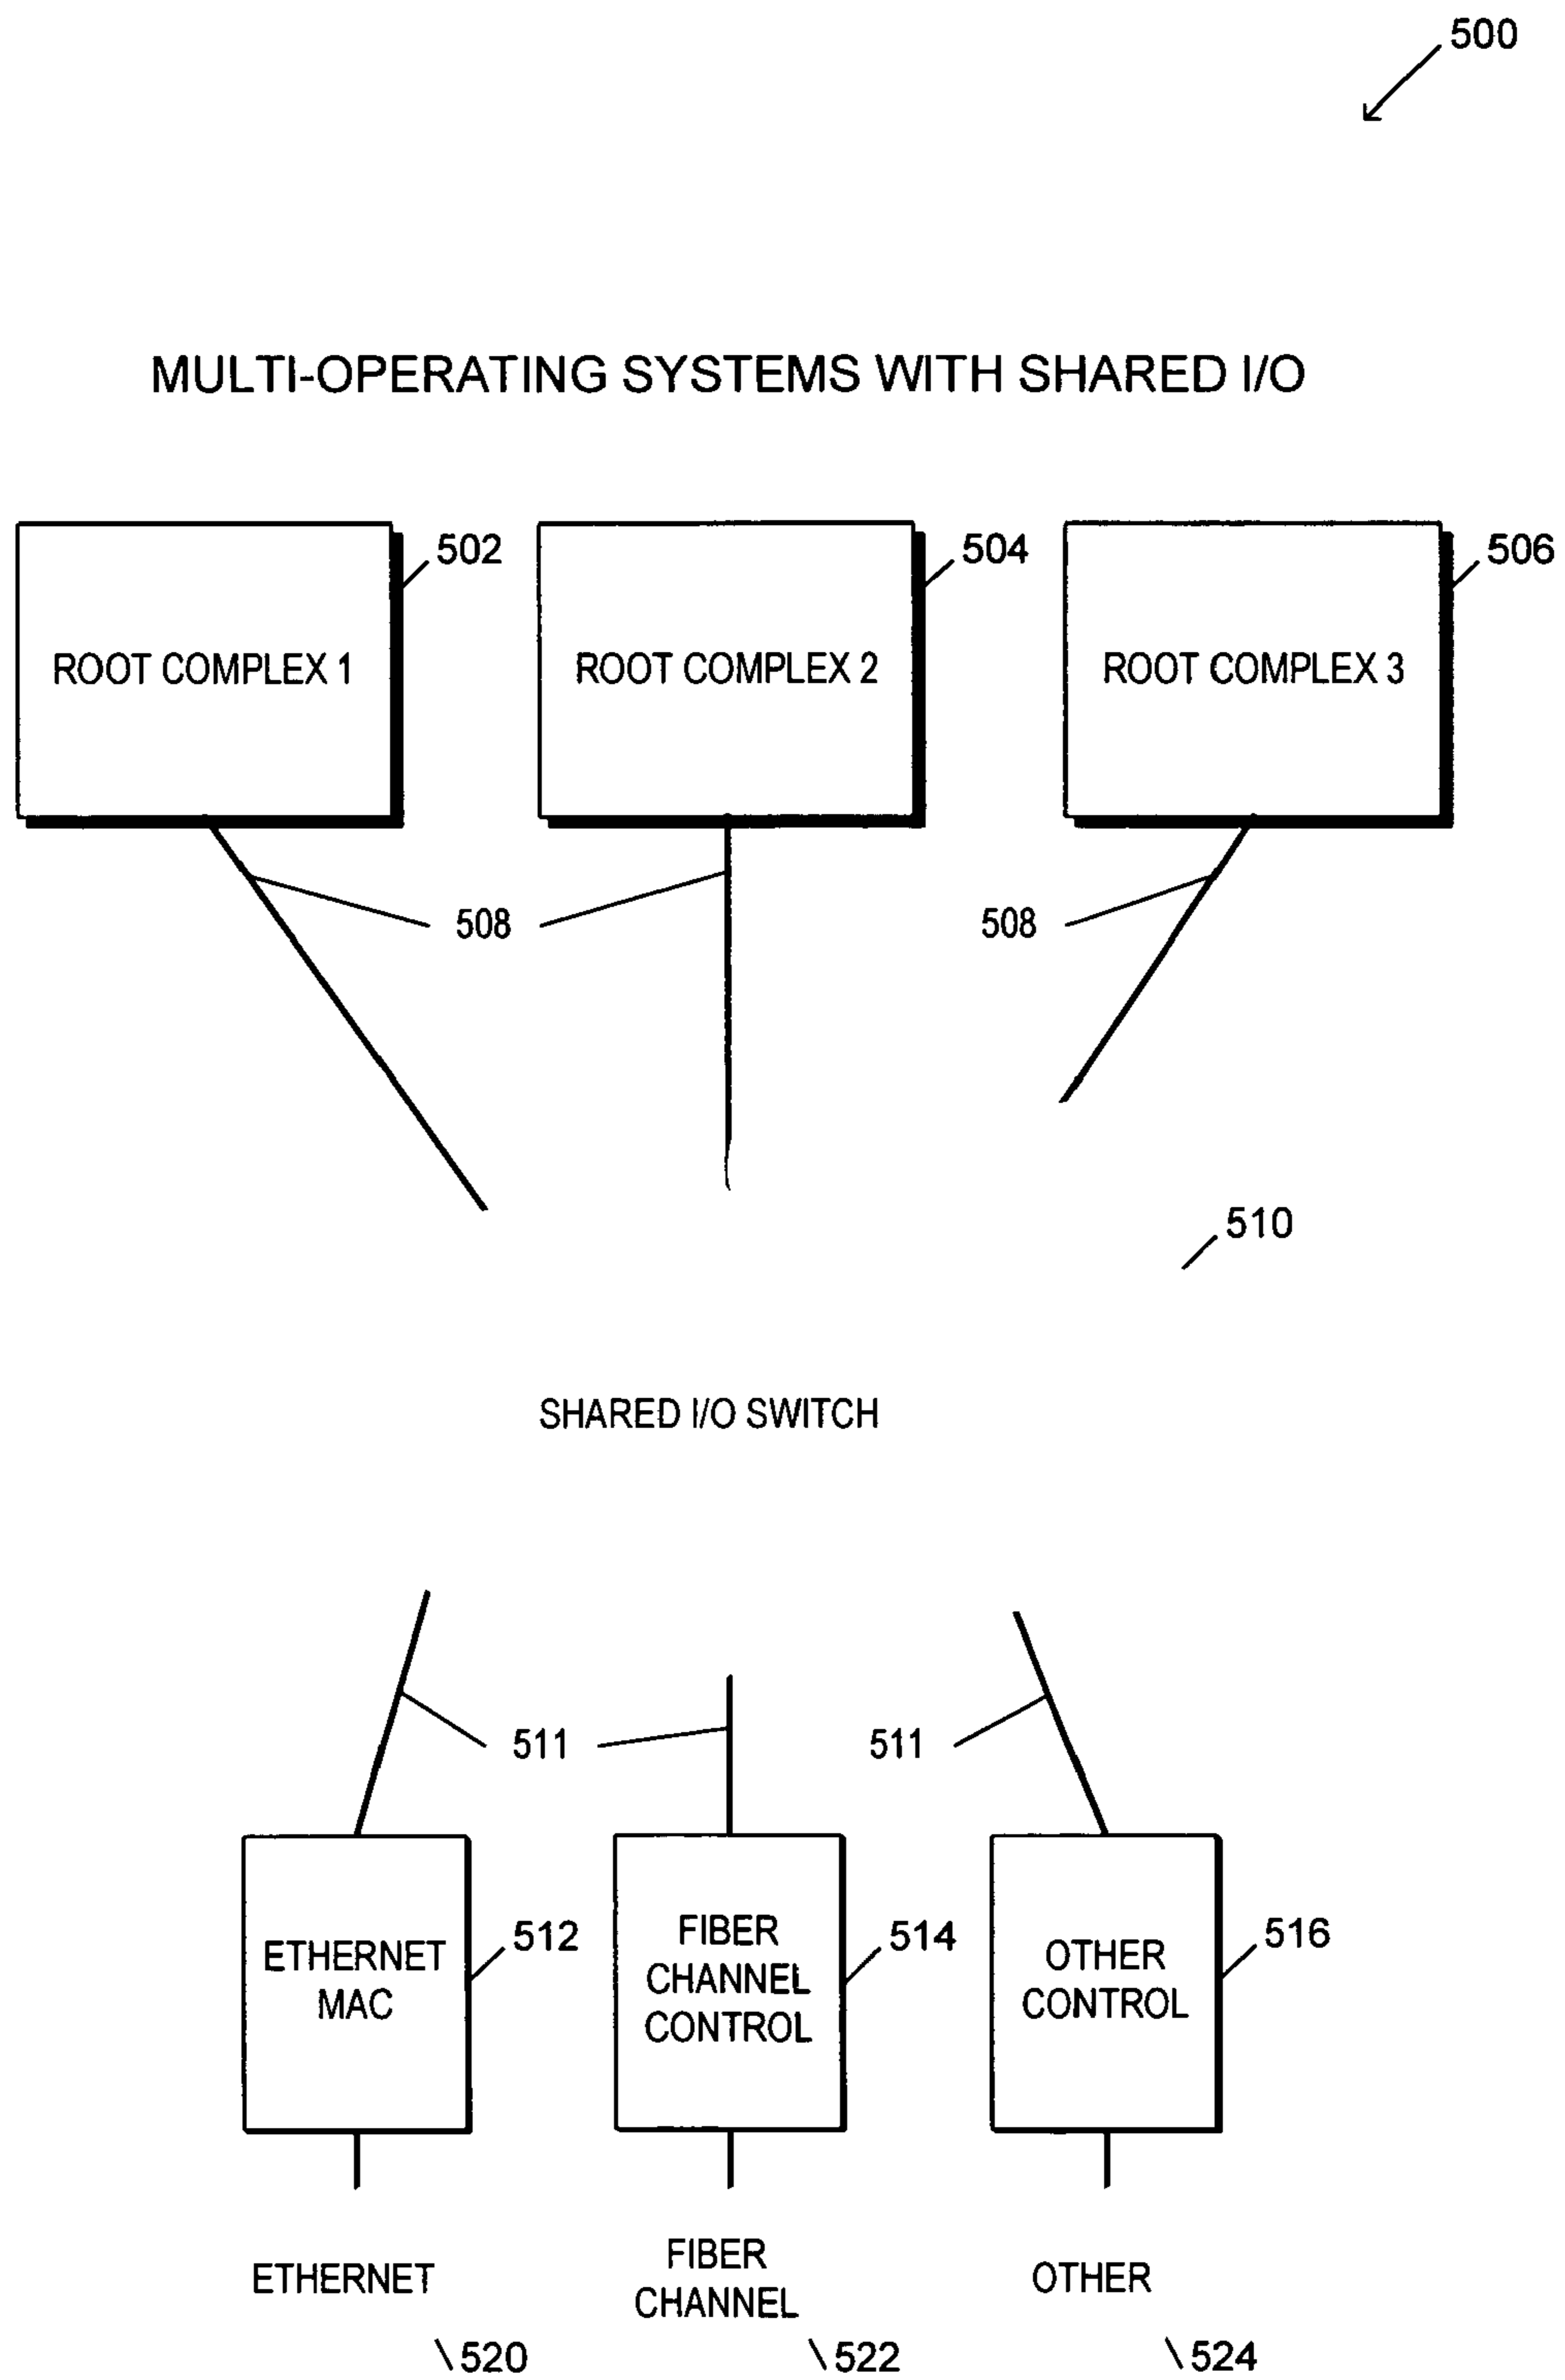 500
MULTI-OPERATING SYSTEMS WITH SHARED I/O
502
504
506
ROOT COMPLEX 1
ROOT COMPLEX 2
ROOT COMPLEX 3
508
508
510
SHARED I/O SWITCH
511
511
512
514
516
ETHERNET
MAC
FIBER
CHANNEL
CONTROL
OTHER
CONTROL
ETHERNET
FIBER
CHANNEL
OTHER
520
522
524